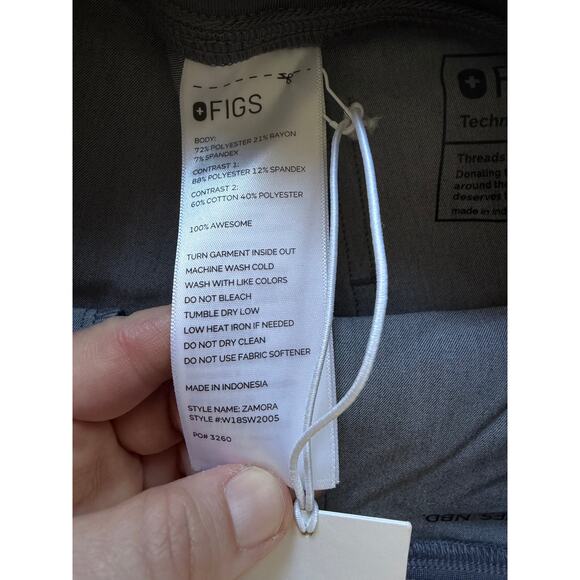 FIGS
BODY:
72% POLYESTER 21% RAYON
7% SPANDEX
CONTRAST 1:
88% POLYESTER 12% SPANDEX
CONTRAST 2:
60% COTTON 40% POLYESTER
100% AWESOME
TURN GARMENT INSIDE OUT
MACHINE WASH COLD
WASH WITH LIKE COLORS
DO NOT BLEACH
TUMBLE DRY LOW
LOW HEAT IRON IF NEEDED
DO NOT DRY CLEAN
DO NOT USE FABRIC SOFTENER
MADE IN INDONESIA
STYLE NAME: ZAMORA
STYLE #:W18SW2005
PO# 3260
Threads
Donating
around the
deserves
made in
NBD.